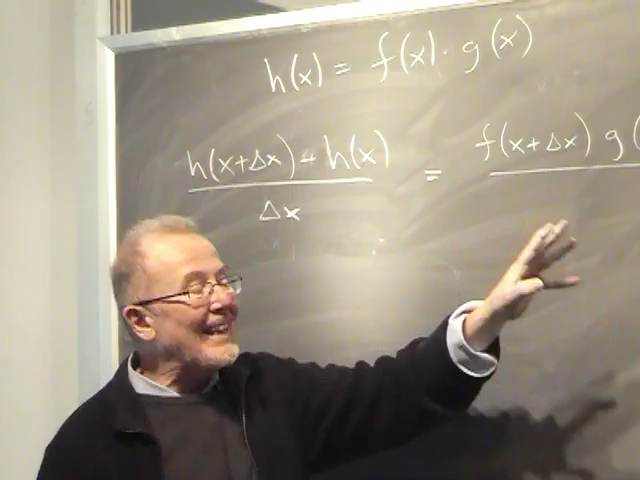 h(x) = f(x) · g(x)
h(x+Δx) + h(x) = f(x+Δx) g(
Δx